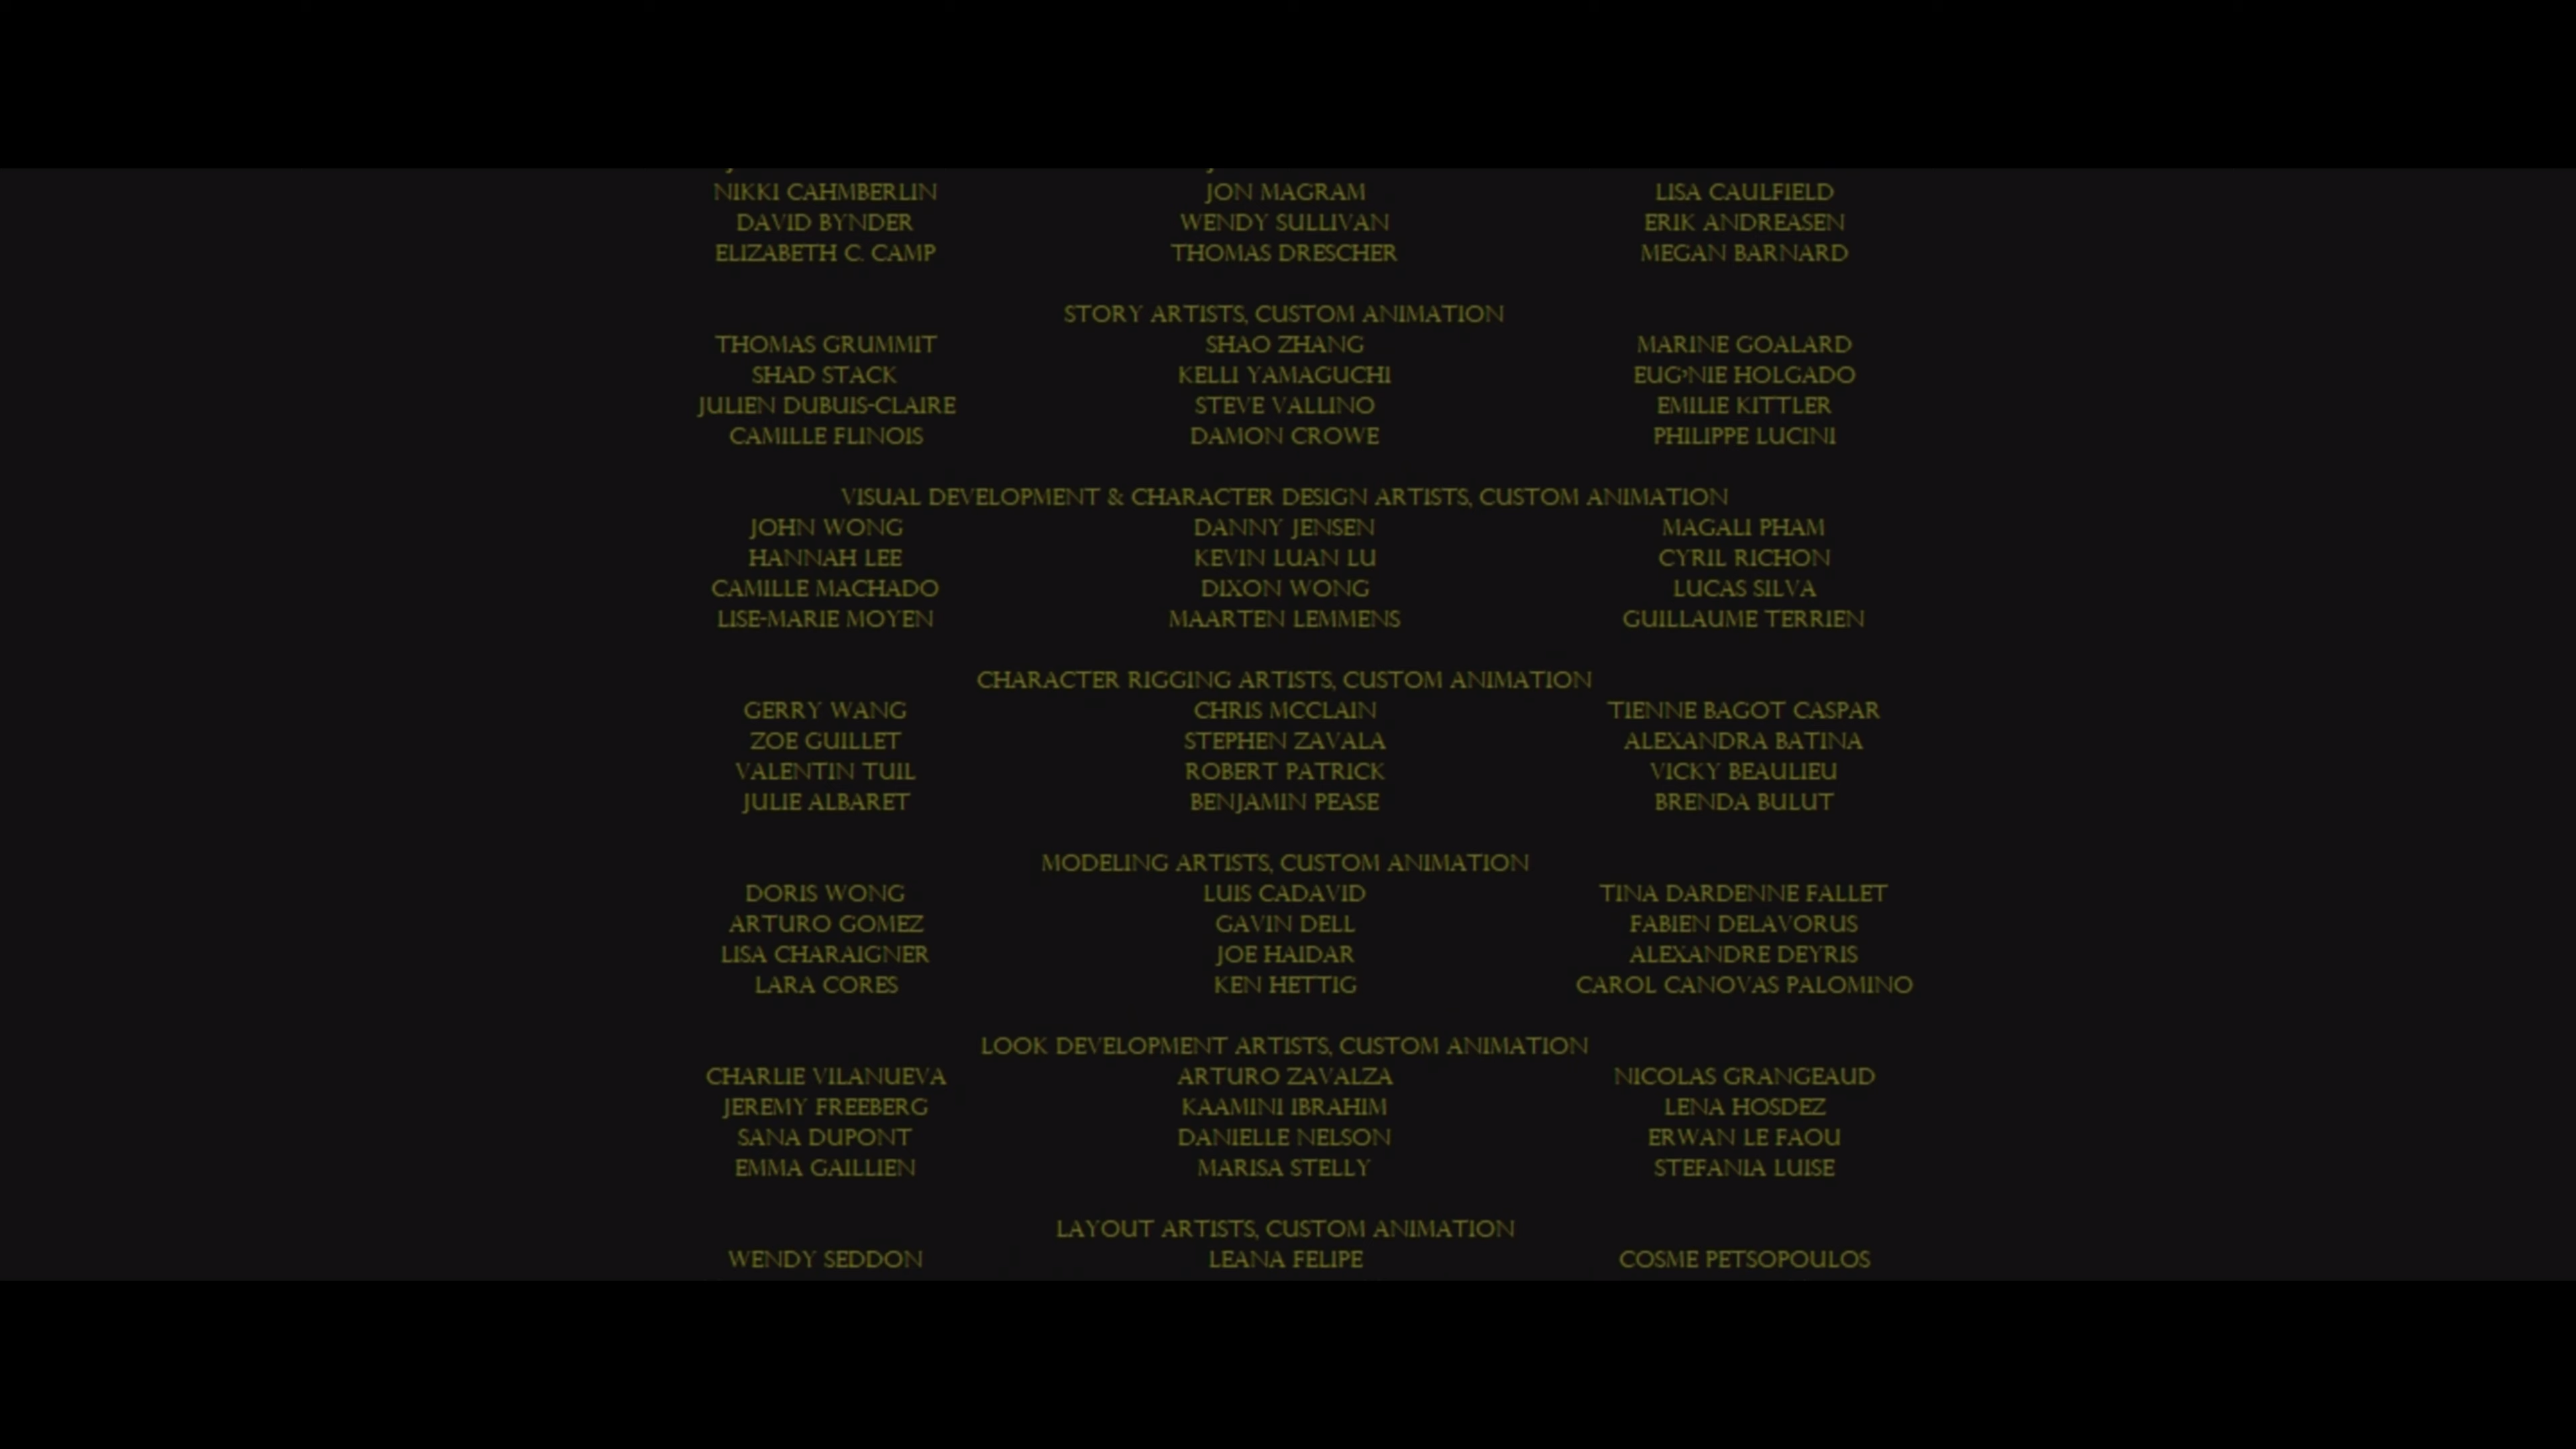 NIKKI CAHMBERLIN JON MAGRAM LISA CAULFIELD
DAVID BYNDER WENDY SULLIVAN ERIK ANDREASEN
ELIZABETH C. CAMP THOMAS DRESCHER MEGAN BARNARD
STORY ARTISTS, CUSTOM ANIMATION
THOMAS GRUMMIT SHAO ZHANG MARINE GOALARD
SHAD STACK KELLI YAMAGUCHI EUG'NIE HOLGADO
JULIEN DUBUIS-CLAIRE STEVE VALLINO EMILIE KITTLER
CAMILLE FLINOIS DAMON CROWE PHILIPPE LUCINI
VISUAL DEVELOPMENT & CHARACTER DESIGN ARTISTS, CUSTOM ANIMATION
JOHN WONG DANNY JENSEN MAGALI PHAM
HANNAH LEE KEVIN LUAN LU CYRIL RICHON
CAMILLE MACHADO DIXON WONG LUCAS SILVA
LISE-MARIE MOYEN MAARTEN LEMMENS GUILLAUME TERRIEN
CHARACTER RIGGING ARTISTS, CUSTOM ANIMATION
GERRY WANG CHRIS MCCLAIN TIENNE BAGOT CASPAR
ZOE GUILLET STEPHEN ZAVALA ALEXANDRA BATINA
VALENTIN TUIL ROBERT PATRICK VICKY BEAULIEU
JULIE ALBARET BENJAMIN PEASE BRENDA BULUT
MODELING ARTISTS, CUSTOM ANIMATION
DORIS WONG LUIS CADAVID TINA DARDENNE FALLET
ARTURO GOMEZ GAVIN DELL FABIEN DELAVORUS
LISA CHARAIGNER JOE HAIDAR ALEXANDRE DEYRIS
LARA CORES KEN HETTIG CAROL CANOVAS PALOMINO
LOOK DEVELOPMENT ARTISTS, CUSTOM ANIMATION
CHARLIE VILANUEVA ARTURO ZAVALZA NICOLAS GRANGEAUD
JEREMY FREEBERG KAAMINI IBRAHIM LENA HOSDEZ
SANA DUPONT DANIELLE NELSON ERWAN LE FAOU
EMMA GAILLIEN MARISA STELLY STEFANIA LUISE
LAYOUT ARTISTS, CUSTOM ANIMATION
WENDY SEDDON LEANA FELIPE COSME PETSOPOULOS